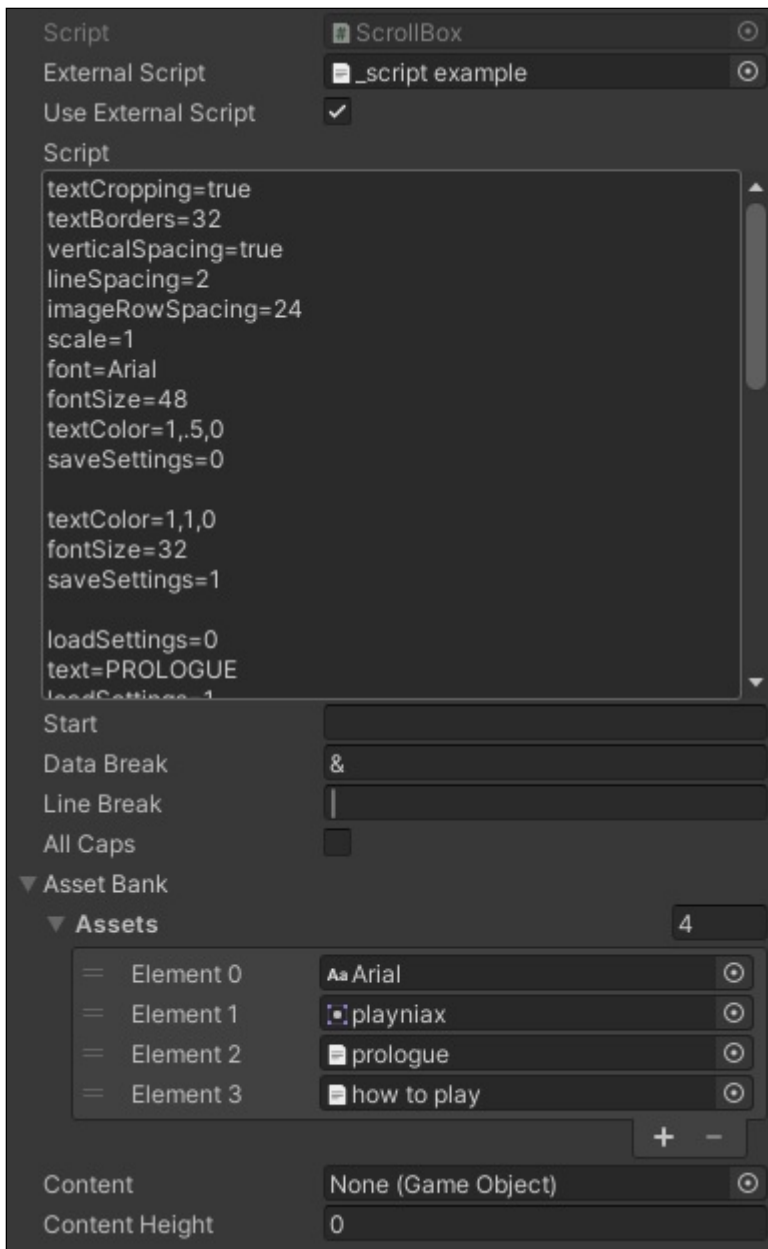 Script ScrollBox
External Script _script example
Use External Script
Script
textCropping=true
textBorders=32
verticalSpacing=true
lineSpacing=2
imageRowSpacing=24
scale=1
font=Arial
fontSize=48
textColor=1,.5,0
saveSettings=0
textColor=1,1,0
fontSize=32
saveSettings=1
loadSettings=0
text=PROLOGUE
loadSettings=1
Start
Data Break &
Line Break |
All Caps
Asset Bank
Assets 4
Element 0 Aa Arial
Element 1 playniax
Element 2 prologue
Element 3 how to play
Content None (Game Object)
Content Height 0